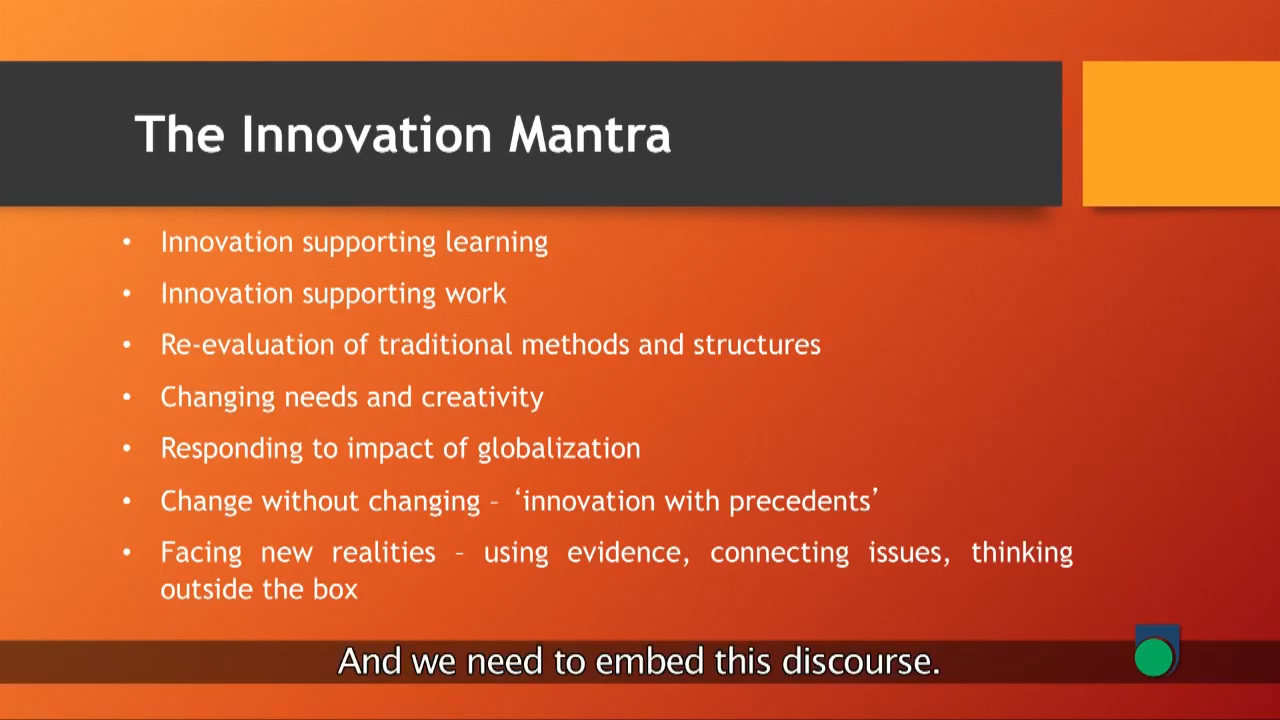 The Innovation Mantra
• Innovation supporting learning
• Innovation supporting work
• Re-evaluation of traditional methods and structures
• Changing needs and creativity
• Responding to impact of globalization
• Change without changing – ‘innovation with precedents’
• Facing new realities – using evidence, connecting issues, thinking
outside the box
And we need to embed this discourse.